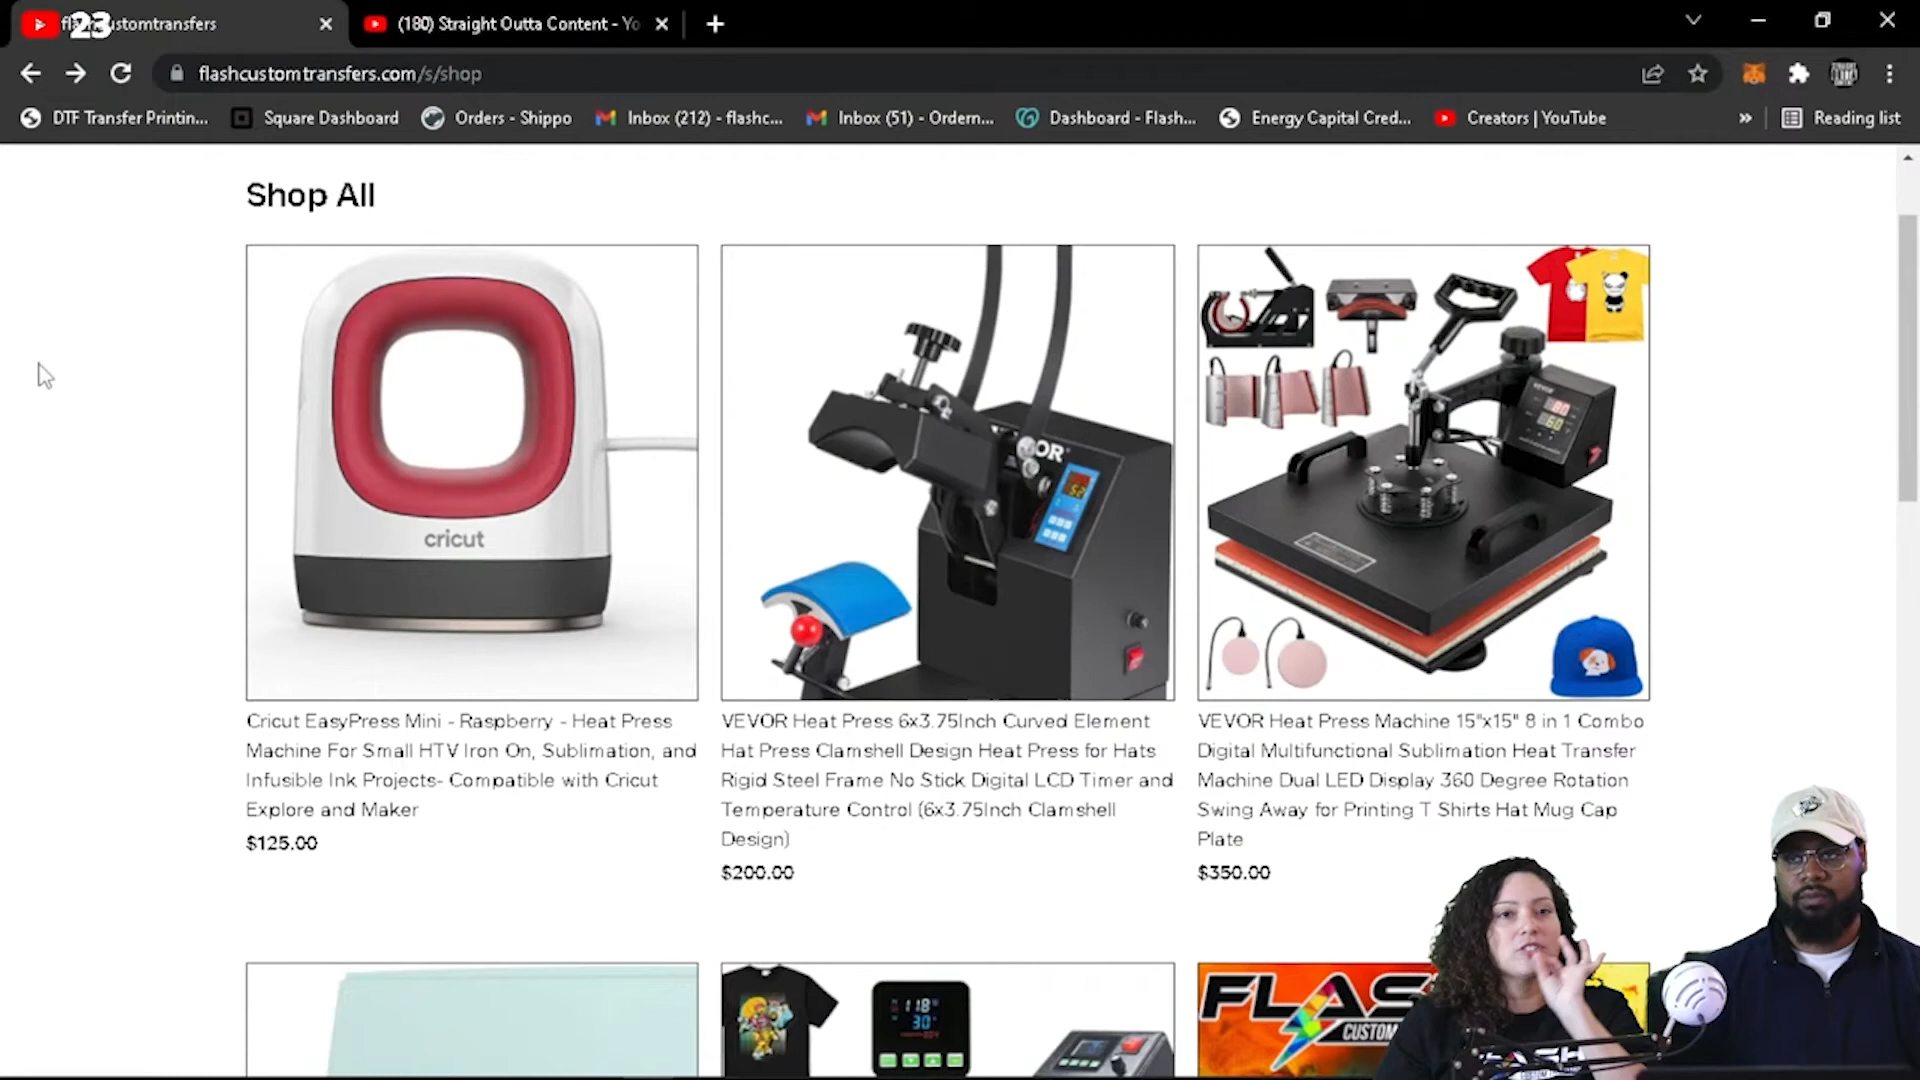 23
flashcustomtransfers
(180) Straight Outta Content - Yo
flashcustomtransfers.com/s/shop
DTF Transfer Printin...
Square Dashboard
Orders - Shippo
Inbox (212) - flashc...
Inbox (51) - Ordern...
Dashboard - Flash...
Energy Capital Cred...
Creators | YouTube
»
Reading list
Shop All
cricut
VEVOR
80
60
Cricut EasyPress Mini - Raspberry - Heat Press
Machine For Small HTV Iron On, Sublimation, and
Infusible Ink Projects- Compatible with Cricut
Explore and Maker
$125.00
VEVOR Heat Press 6x3.75Inch Curved Element
Hat Press Clamshell Design Heat Press for Hats
Rigid Steel Frame No Stick Digital LCD Timer and
Temperature Control (6x3.75Inch Clamshell
Design)
$200.00
VEVOR Heat Press Machine 15"x15" 8 in 1 Combo
Digital Multifunctional Sublimation Heat Transfer
Machine Dual LED Display 360 Degree Rotation
Swing Away for Printing T Shirts Hat Mug Cap
Plate
$350.00
118
30
FLAS
CUSTOM